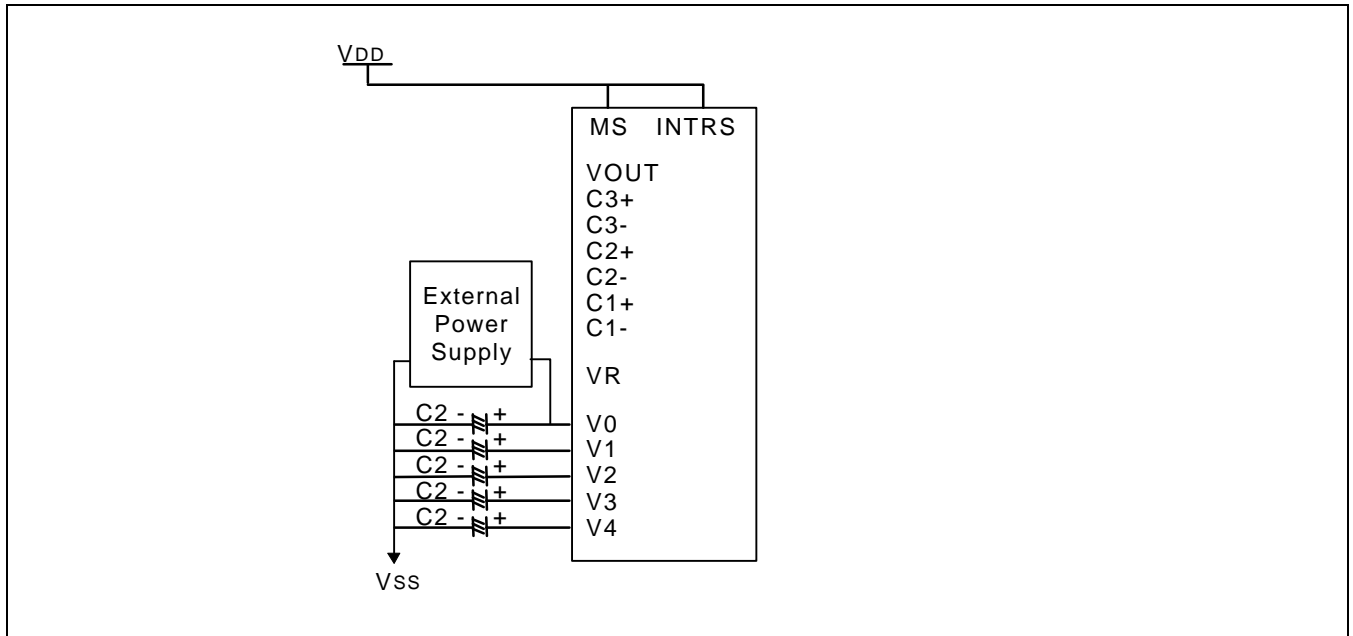 VDD
MS INTRS
VOUT
C3+
C3-
C2+
C2-
C1+
C1-
VR
External
Power
Supply
C2 - + V0
C2 - + V1
C2 - + V2
C2 - + V3
C2 - + V4
VSS